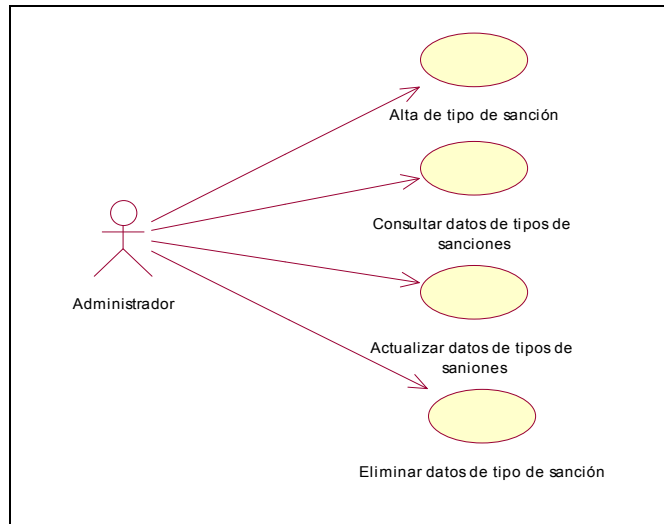 Alta de tipo de sanción
Consultar datos de tipos de
sanciones
Administrador
Actualizar datos de tipos de
saniones
Eliminar datos de tipo de sanción